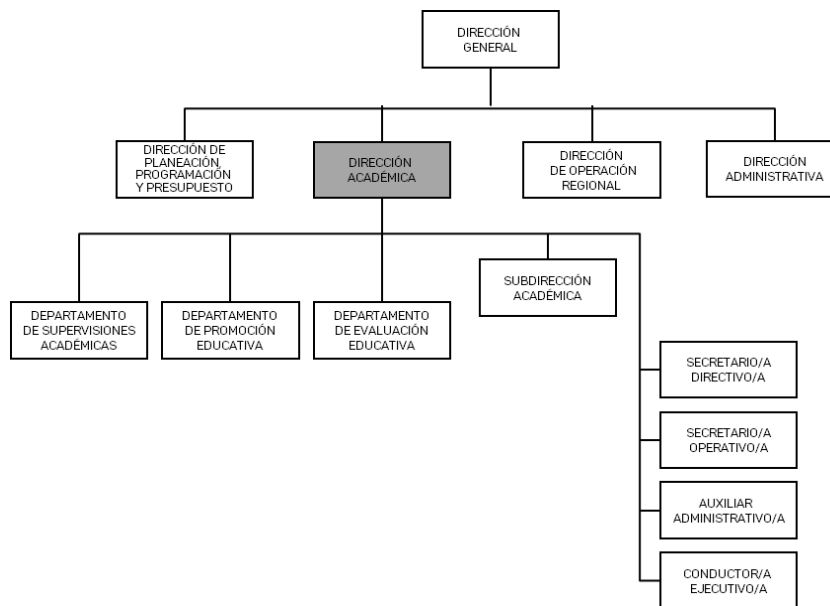 DIRECCIÓN
GENERAL
DIRECCIÓN DE
PLANEACIÓN,
PROGRAMACIÓN
Y PRESUPUESTO
DIRECCIÓN
ACADÉMICA
DIRECCIÓN
DE OPERACIÓN
REGIONAL
DIRECCIÓN
ADMINISTRATIVA
DEPARTAMENTO
DE SUPERVISIONES
ACADÉMICAS
DEPARTAMENTO
DE PROMOCIÓN
EDUCATIVA
DEPARTAMENTO
DE EVALUACIÓN
EDUCATIVA
SUBDIRECCIÓN
ACADÉMICA
SECRETARIO/A
DIRECTIVO/A
SECRETARIO/A
OPERATIVO/A
AUXILIAR
ADMINISTRATIVO/A
CONDUCTOR/A
EJECUTIVO/A